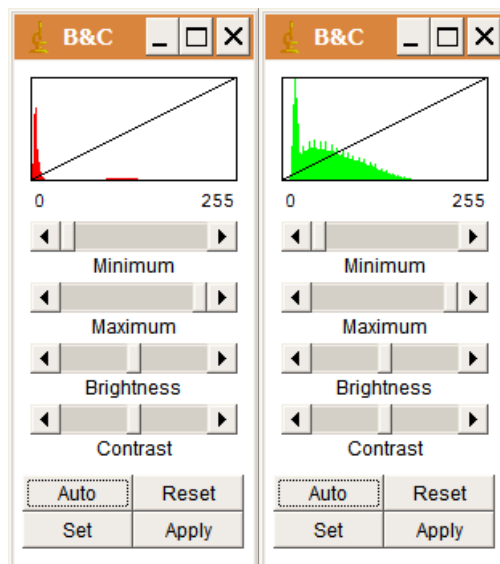 B&C
0 255
Minimum
Maximum
Brightness
Contrast
Auto Reset
Set Apply
B&C
0 255
Minimum
Maximum
Brightness
Contrast
Auto Reset
Set Apply